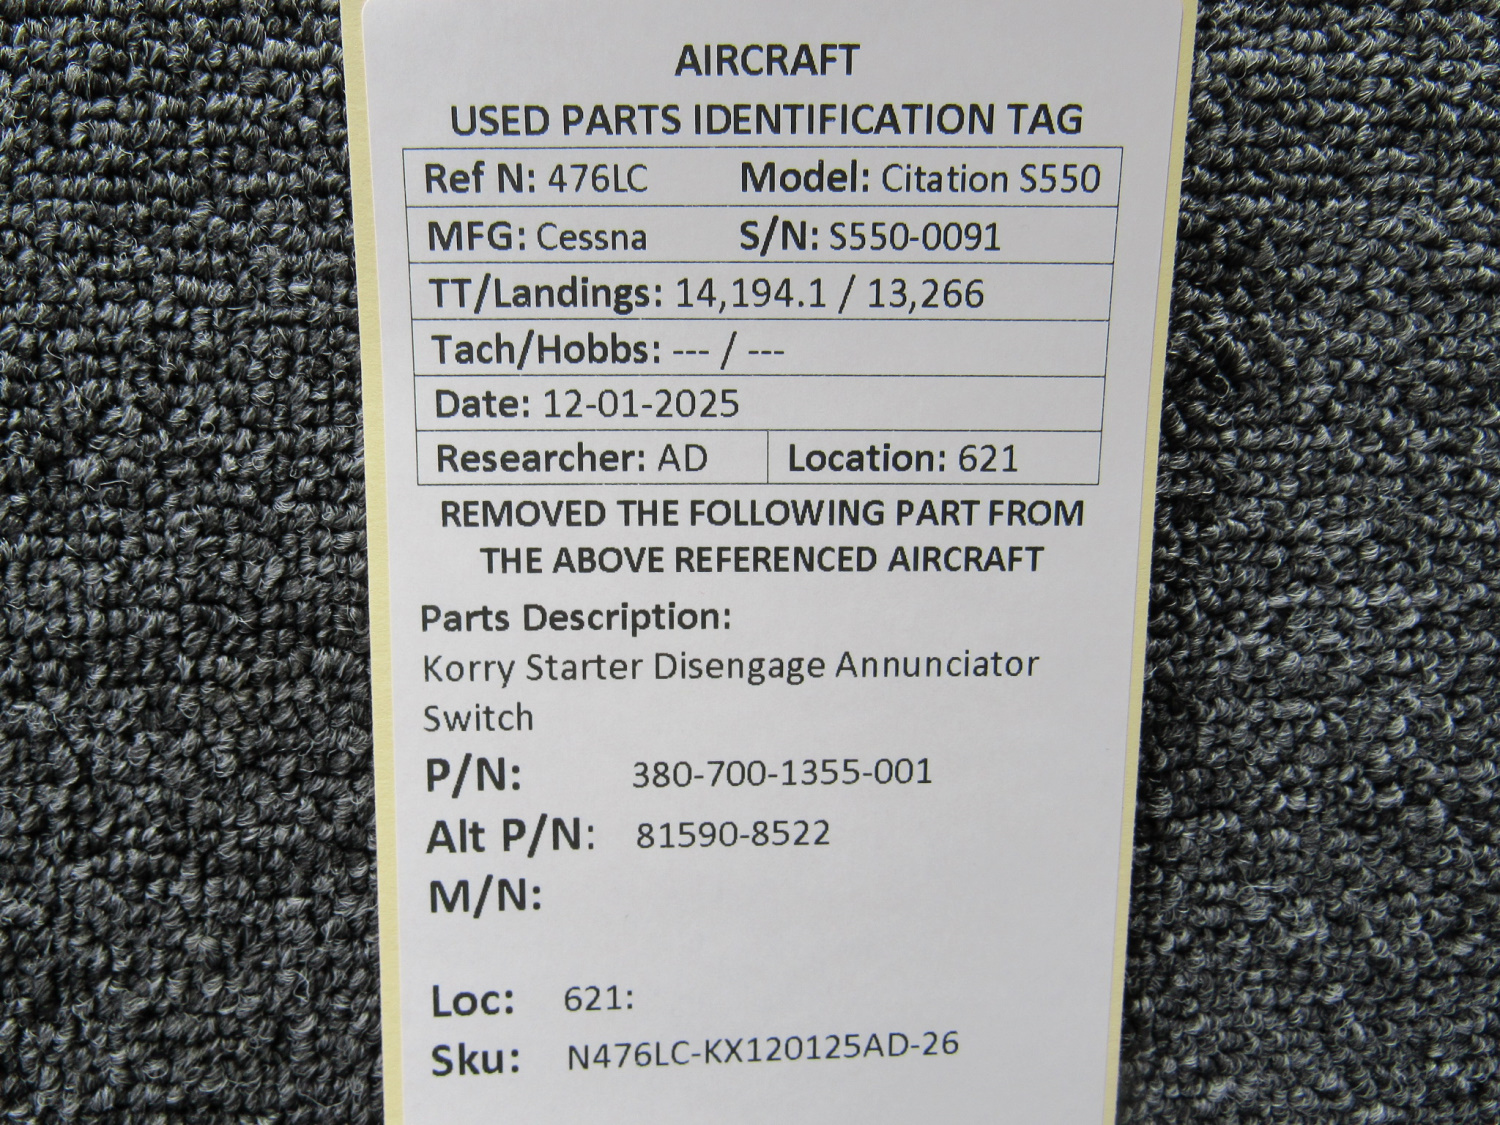 AIRCRAFT
USED PARTS IDENTIFICATION TAG
Ref N: 476LC Model: Citation S550
MFG: Cessna S/N: S550-0091
TT/Landings: 14,194.1 / 13,266
Tach/Hobbs: --- / ---
Date: 12-01-2025
Researcher: AD Location: 621
REMOVED THE FOLLOWING PART FROM
THE ABOVE REFERENCED AIRCRAFT
Parts Description:
Korry Starter Disengage Annunciator
Switch
P/N: 380-700-1355-001
Alt P/N: 81590-8522
M/N:
Loc: 621:
Sku: N476LC-KX120125AD-26